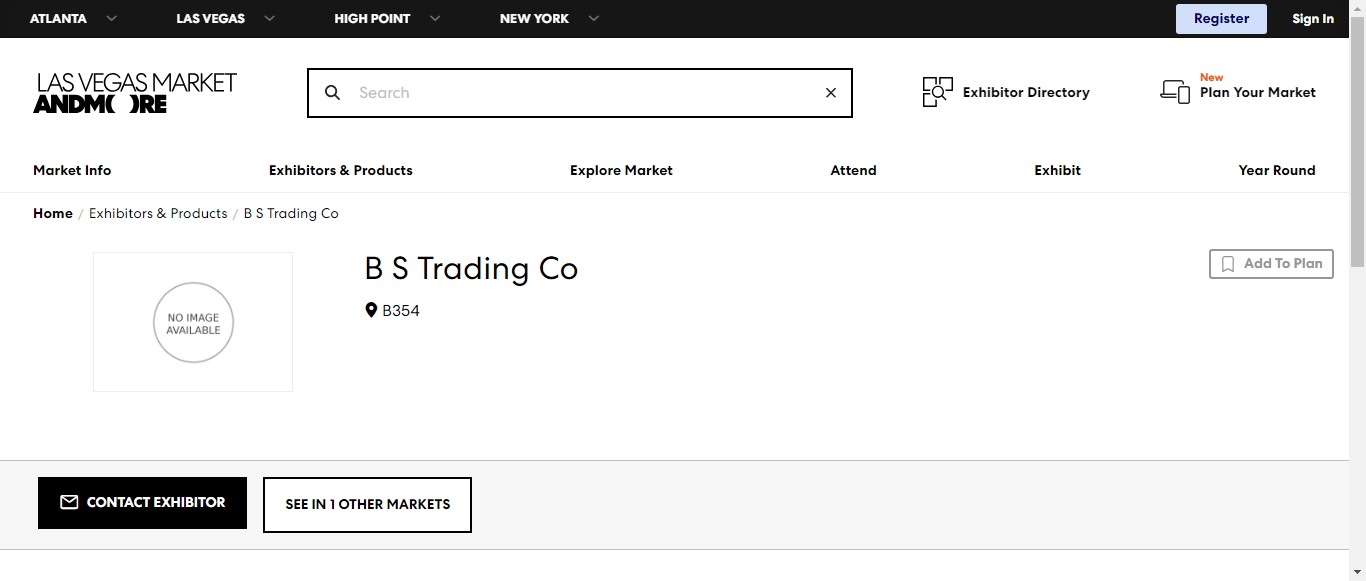 ATLANTA LAS VEGAS HIGH POINT NEW YORK Register Sign In
LAS VEGAS MARKET
ANDMORE
Search
Exhibitor Directory
New
Plan Your Market
Market Info Exhibitors & Products Explore Market Attend Exhibit Year Round
Home / Exhibitors & Products / B S Trading Co
NO IMAGE
AVAILABLE
B S Trading Co
B354
Add To Plan
CONTACT EXHIBITOR
SEE IN 1 OTHER MARKETS